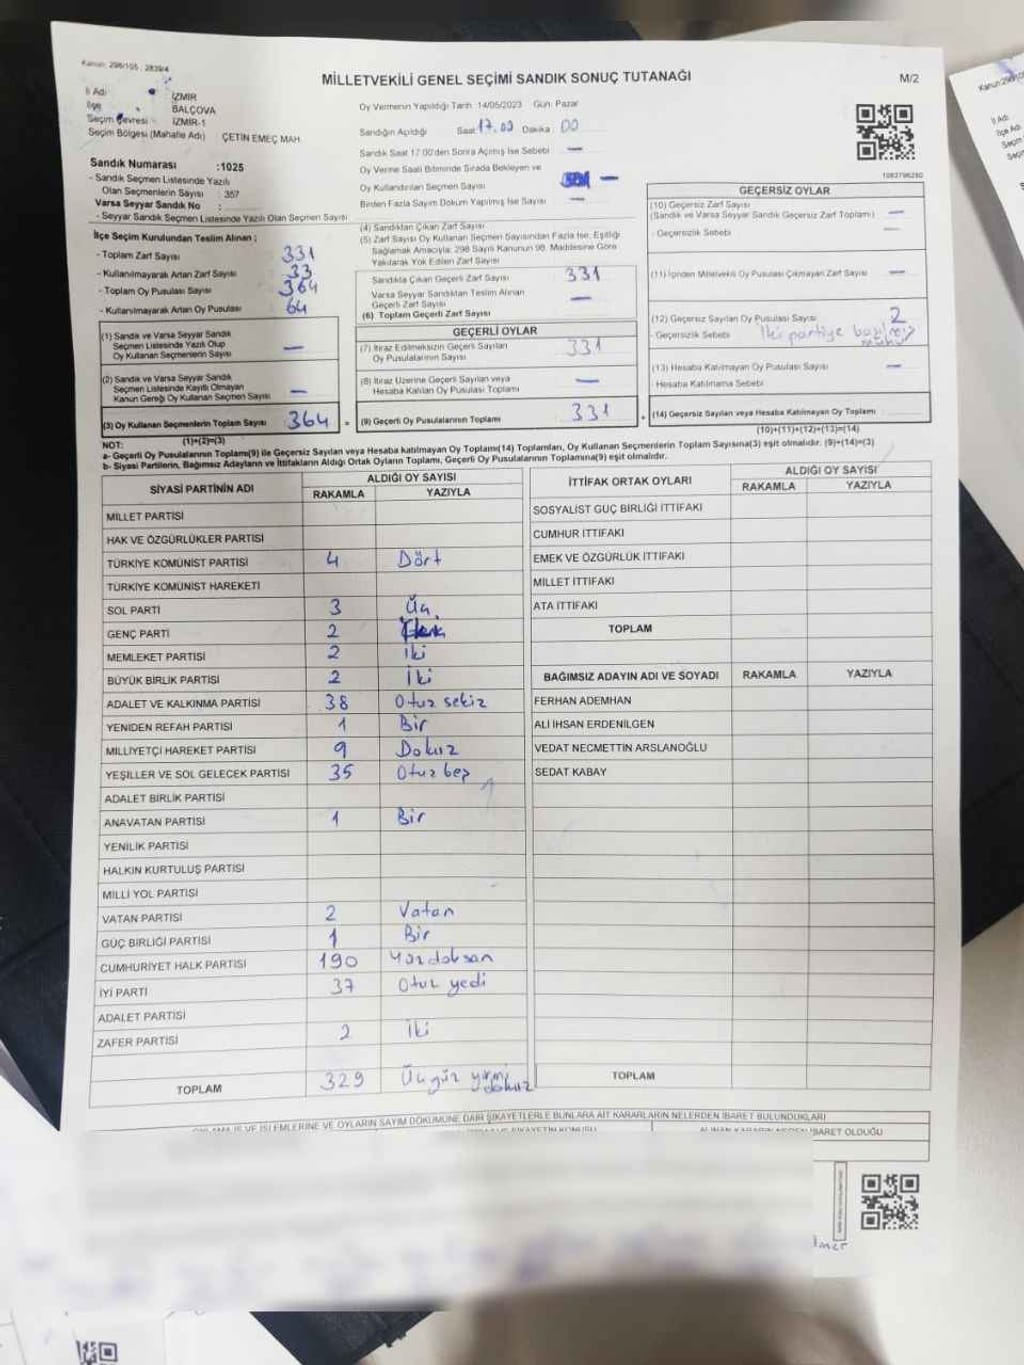 Kanun: 298/105, 2839/4
MİLLETVEKİLİ GENEL SEÇİMİ SANDIK SONUÇ TUTANAĞI
M/2
İl Adı İZMİR
İlçe BALÇOVA
Seçim Çevresi İZMİR-1
Seçim Bölgesi (Mahalle Adı) ÇETİN EMEÇ MAH
Sandık Numarası :1025
- Sandık Seçmen Listesinde Yazılı
Olan Seçmenlerin Sayısı : 357
Varsa Seyyar Sandık No :
- Seyyar Sandık Seçmen Listesinde Yazılı Olan Seçmen Sayısı
Oy Vermenin Yapıldığı Tarih 14/05/2023 Gün: Pazar
Sandığın Açıldığı Saat 17.00 Dakika 00
Sandık Saat 17:00'den Sonra Açılmış İse Sebebi —
Oy Verme Saati Bitiminde Sırada Bekleyen ve
Oy Kullandırılan Seçmen Sayısı —
Birden Fazla Sayım Döküm Yapılmış İse Sayısı —
İlçe Seçim Kurulundan Teslim Alınan ;
- Toplam Zarf Sayısı 331
- Kullanılmayarak Artan Zarf Sayısı 33
- Toplam Oy Pusulası Sayısı 364
- Kullanılmayarak Artan Oy Pusulası 64
(1) Sandık ve Varsa Seyyar Sandık
Seçmen Listesinde Yazılı Olup
Oy Kullanan Seçmenlerin Sayısı —
(2) Sandık ve Varsa Seyyar Sandık
Seçmen Listesinde Kayıtlı Olmayan
Kanun Gereği Oy Kullanan Seçmen Sayısı —
(3) Oy Kullanan Seçmenlerin Toplam Sayısı 364
(1)+(2)=(3)
(4) Sandıktan Çıkan Zarf Sayısı
(5) Zarf Sayısı Oy Kullanan Seçmen Sayısından Fazla İse, Eşitliği
Sağlamak Amacıyla; 298 Sayılı Kanunun 98. Maddesine Göre
Yakılarak Yok Edilen Zarf Sayısı
Sandıkta Çıkan Geçerli Zarf Sayısı 331
Varsa Seyyar Sandıktan Teslim Alınan
Geçerli Zarf Sayısı —
(6) Toplam Geçerli Zarf Sayısı
GEÇERLİ OYLAR
(7) İtiraz Edilmeksizin Geçerli Sayılan
Oy Pusulalarının Sayısı 331
(8) İtiraz Üzerine Geçerli Sayılan veya
Hesaba Katılan Oy Pusulası Toplamı —
= (9) Geçerli Oy Pusulalarının Toplamı 331 +
1083796280
GEÇERSİZ OYLAR
(10) Geçersiz Zarf Sayısı
(Sandık ve Varsa Seyyar Sandık Geçersiz Zarf Toplamı) —
- Geçersizlik Sebebi —
(11) İçinden Milletvekili Oy Pusulası Çıkmayan Zarf Sayısı —
(12) Geçersiz Sayılan Oy Pusulası Sayısı 2
- Geçersizlik Sebebi İki partiye
(13) Hesaba Katılmayan Oy Pusulası Sayısı —
- Hesaba Katılmama Sebebi
(14) Geçersiz Sayılan veya Hesaba Katılmayan Oy Toplamı
(10)+(11)+(12)+(13)=(14)
NOT:
a- Geçerli Oy Pusulalarının Toplamı(9) ile Geçersiz Sayılan veya Hesaba katılmayan Oy Toplamı(14) Toplamları, Oy Kullanan Seçmenlerin Toplam Sayısına(3) eşit olmalıdır. (9)+(14)=(3)
b- Siyasi Partilerin, Bağımsız Adayların ve İttifakların Aldığı Ortak Oyların Toplamı, Geçerli Oy Pusulalarının Toplamına(9) eşit olmalıdır.
SİYASİ PARTİNİN ADI ALDIĞI OY SAYISI
RAKAMLA YAZIYLA
MİLLET PARTİSİ
HAK VE ÖZGÜRLÜKLER PARTİSİ
TÜRKİYE KOMÜNİST PARTİSİ 4 Dört
TÜRKİYE KOMÜNİST HAREKETİ
SOL PARTİ 3 Üç
GENÇ PARTİ 2
MEMLEKET PARTİSİ 2 İki
BÜYÜK BİRLİK PARTİSİ 2 İki
ADALET VE KALKINMA PARTİSİ 38 Otuz sekiz
YENİDEN REFAH PARTİSİ 1 Bir
MİLLİYETÇİ HAREKET PARTİSİ 9 Dokuz
YEŞİLLER VE SOL GELECEK PARTİSİ 35 Otuz beş
ADALET BİRLİK PARTİSİ
ANAVATAN PARTİSİ 1 Bir
YENİLİK PARTİSİ
HALKIN KURTULUŞ PARTİSİ
MİLLİ YOL PARTİSİ
VATAN PARTİSİ 2 Vatan
GÜÇ BİRLİĞİ PARTİSİ 1 Bir
CUMHURİYET HALK PARTİSİ 190 Yüzdoksan
İYİ PARTİ 37 Otuz yedi
ADALET PARTİSİ
ZAFER PARTİSİ 2 İki
TOPLAM 329 Üçyüz yirmi dokuz
İTTİFAK ORTAK OYLARI ALDIĞI OY SAYISI
RAKAMLA YAZIYLA
SOSYALİST GÜÇ BİRLİĞİ İTTİFAKI
CUMHUR İTTİFAKI
EMEK VE ÖZGÜRLÜK İTTİFAKI
MİLLET İTTİFAKI
ATA İTTİFAKI
TOPLAM
BAĞIMSIZ ADAYIN ADI VE SOYADI RAKAMLA YAZIYLA
FERHAN ADEMHAN
ALİ İHSAN ERDENİLGEN
VEDAT NECMETTİN ARSLANOĞLU
SEDAT KABAY
TOPLAM
İŞLEMLERİNE VE OYLARIN SAYIM DÖKÜMÜNE DAİR ŞİKAYETLERLE BUNLARA AİT KARARLARIN NELERDEN İBARET BULUNDUKLARI
İBARET OLDUĞU